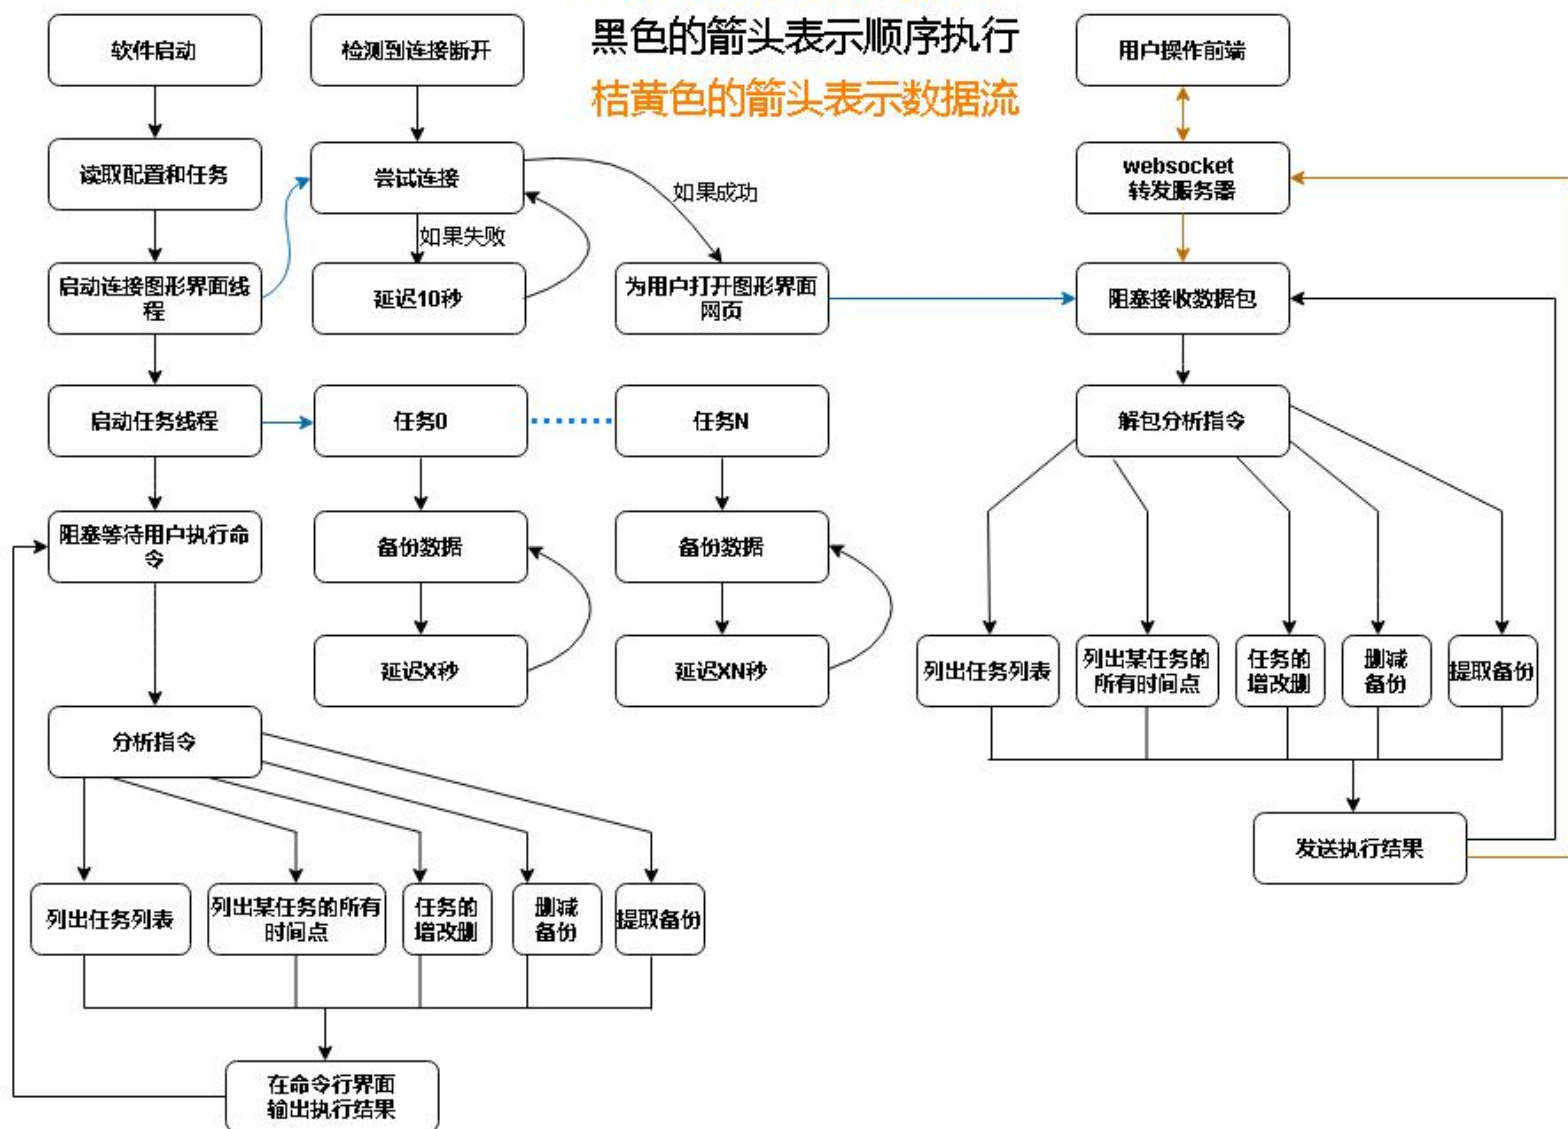 黑色的箭头表示顺序执行
桔黄色的箭头表示数据流
软件启动
检测到连接断开
用户操作前端
读取配置和任务
尝试连接
如果成功
websocket
转发服务器
如果失败
启动连接图形界面线
程
延迟10秒
为用户打开图形界面
网页
阻塞接收数据包
启动任务线程
任务0
任务N
解包分析指令
阻塞等待用户执行命
令
备份数据
备份数据
延迟X秒
延迟XN秒
列出任务列表
列出某任务的
所有时间点
任务的
增改删
删减
备份
提取备份
分析指令
发送执行结果
列出任务列表
列出某任务的所有
时间点
任务的
增改删
删减
备份
提取备份
在命令行界面
输出执行结果